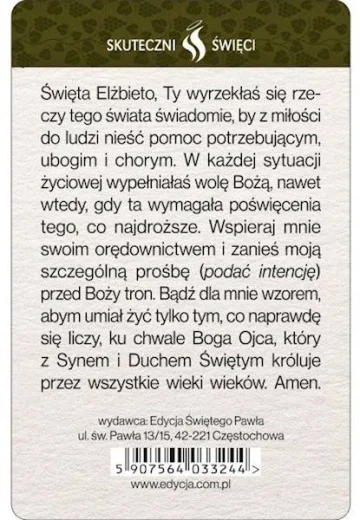 SKUTECZNI ŚWIĘCI
Święta Elżbieto, Ty wyrzekłaś się rze-
czy tego świata świadomie, by z miłości
do ludzi nieść pomoc potrzebującym,
ubogim i chorym. W każdej sytuacji
życiowej wypełniałaś wolę Bożą, nawet
wtedy, gdy ta wymagała poświęcenia
tego, co najdroższe. Wspieraj mnie
swoim orędownictwem i zanieś moją
szczególną prośbę (podać intencję)
przed Boży tron. Bądź dla mnie wzorem,
abym umiał żyć tylko tym, co naprawdę
się liczy, ku chwale Boga Ojca, który
z Synem i Duchem Świętym króluje
przez wszystkie wieki wieków. Amen.
wydawca: Edycja Świętego Pawła
ul. św. Pawła 13/15, 42-221 Częstochowa
5 907564 033244 >
www.edycja.com.pl